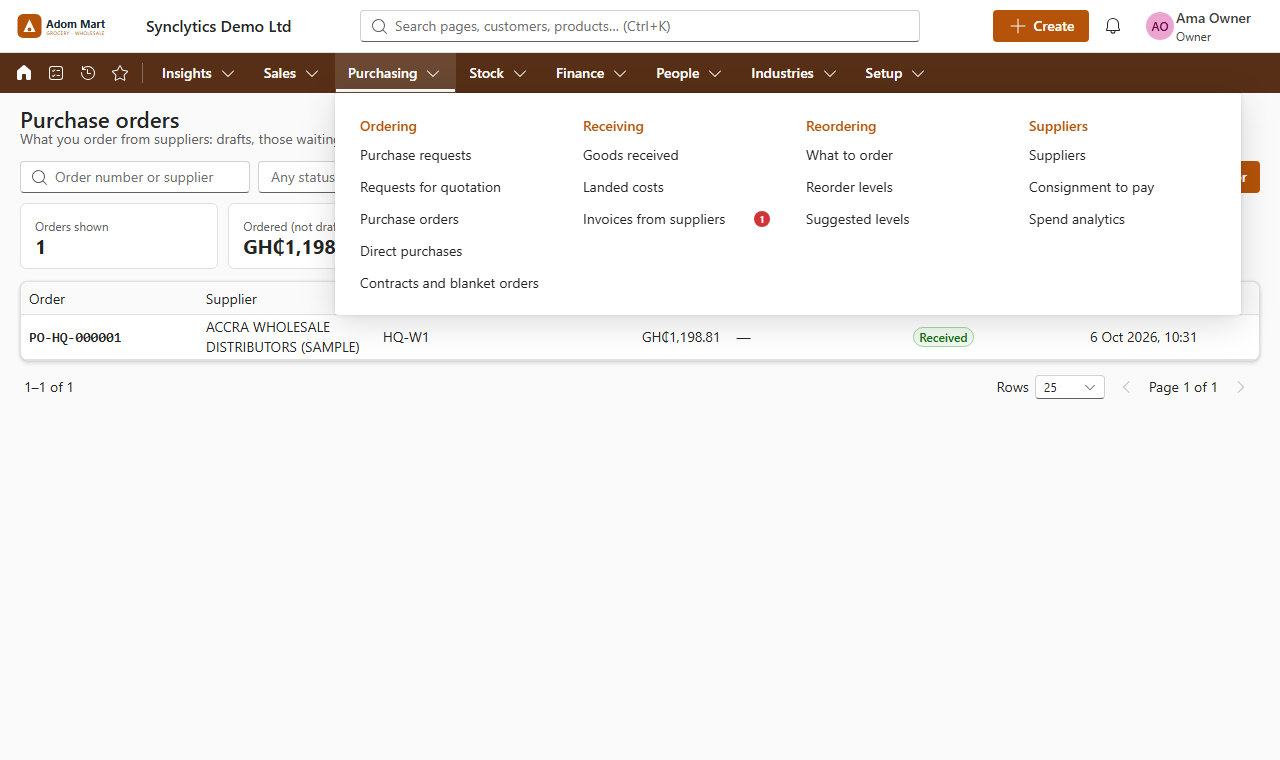 Adom Mart
GROCERY · WHOLESALE
Synclytics Demo Ltd
Search pages, customers, products... (Ctrl+K)
Create
AO
Ama Owner
Owner
Insights
Sales
Purchasing
Stock
Finance
People
Industries
Setup
Purchase orders
What you order from suppliers: drafts, those waiting
Ordering
Purchase requests
Requests for quotation
Purchase orders
Direct purchases
Contracts and blanket orders
Receiving
Goods received
Landed costs
Invoices from suppliers 1
Reordering
What to order
Reorder levels
Suggested levels
Suppliers
Suppliers
Consignment to pay
Spend analytics
Order number or supplier
Any status
Orders shown
1
Ordered (not draf
GH₵1,198
Order
Supplier
PO-HQ-000001
ACCRA WHOLESALE
DISTRIBUTORS (SAMPLE)
HQ-W1
GH₵1,198.81
—
Received
6 Oct 2026, 10:31
1–1 of 1
Rows
25
Page 1 of 1